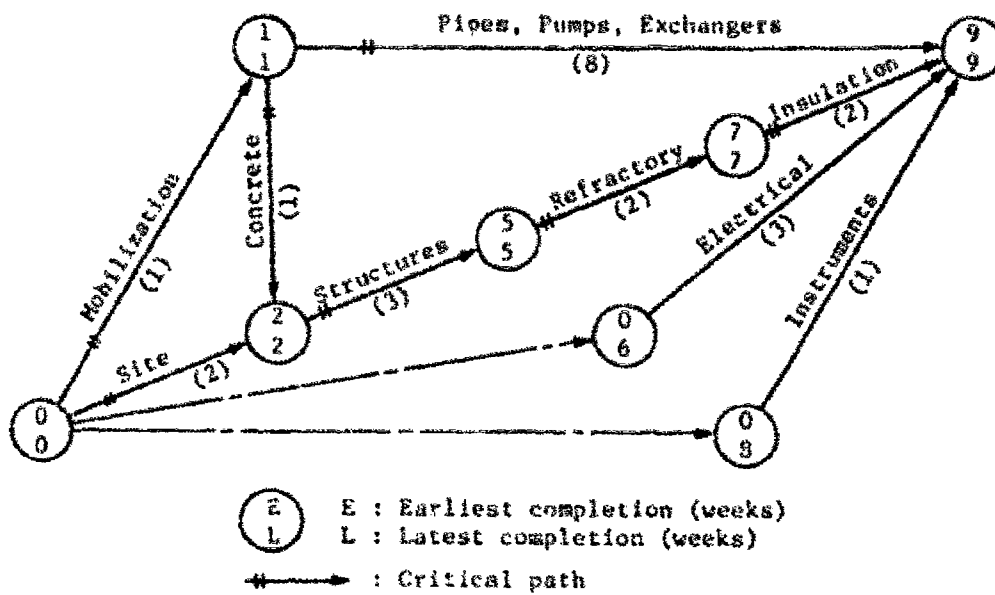 1
1
Pipes, Pumps, Exchangers
(8)
9
9
Insulation
(2)
7
7
Refractory
(2)
Mobilization
(1)
Concrete
(1)
5
5
Electrical
(3)
Structures
(3)
Instruments
(1)
2
2
0
6
Site
(2)
0
0
0
8
E
L
E : Earliest completion (weeks)
L : Latest completion (weeks)
: Critical path